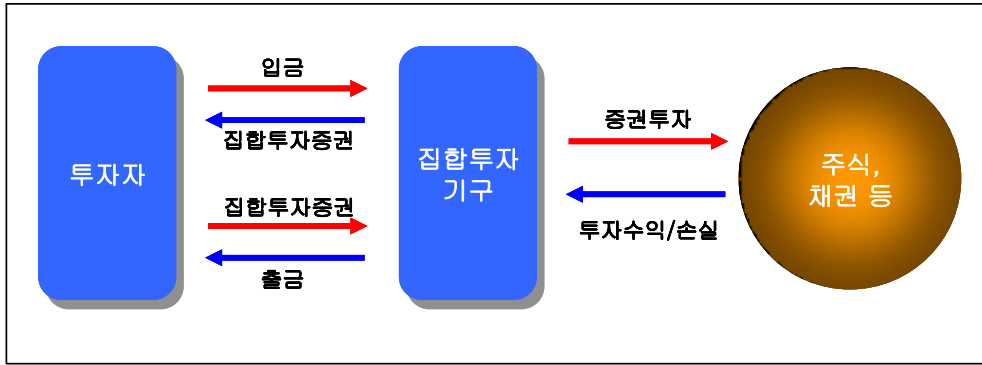 입금
집합투자증권
투자자
집합투자증권
출금
집합투자
기구
증권투자
투자수익/손실
주식,
채권 등